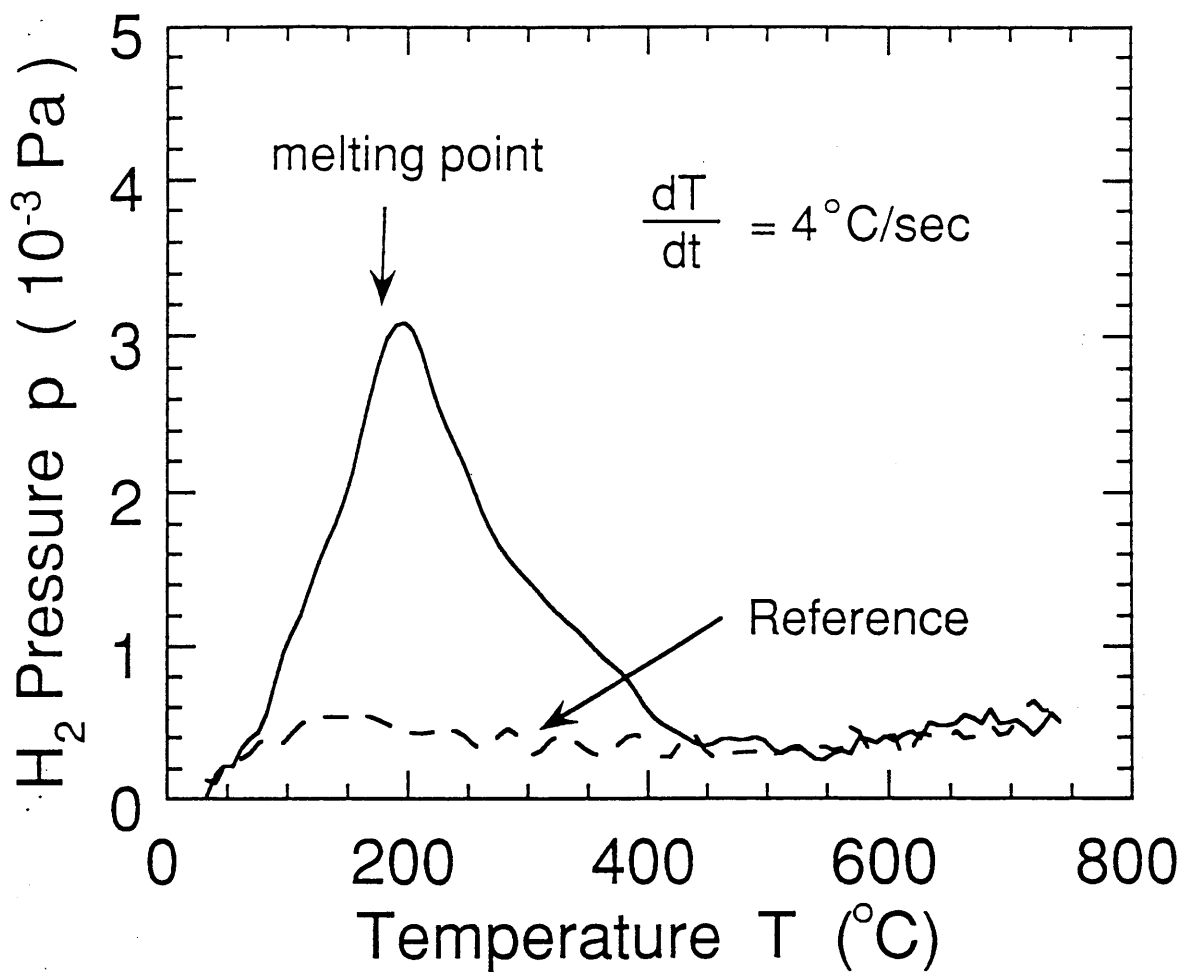 5
4
3
2
1
0
H₂ Pressure p ( 10⁻³ Pa )
melting point
dT
dt
= 4°C/sec
Reference
0 200 400 600 800
Temperature T (°C)